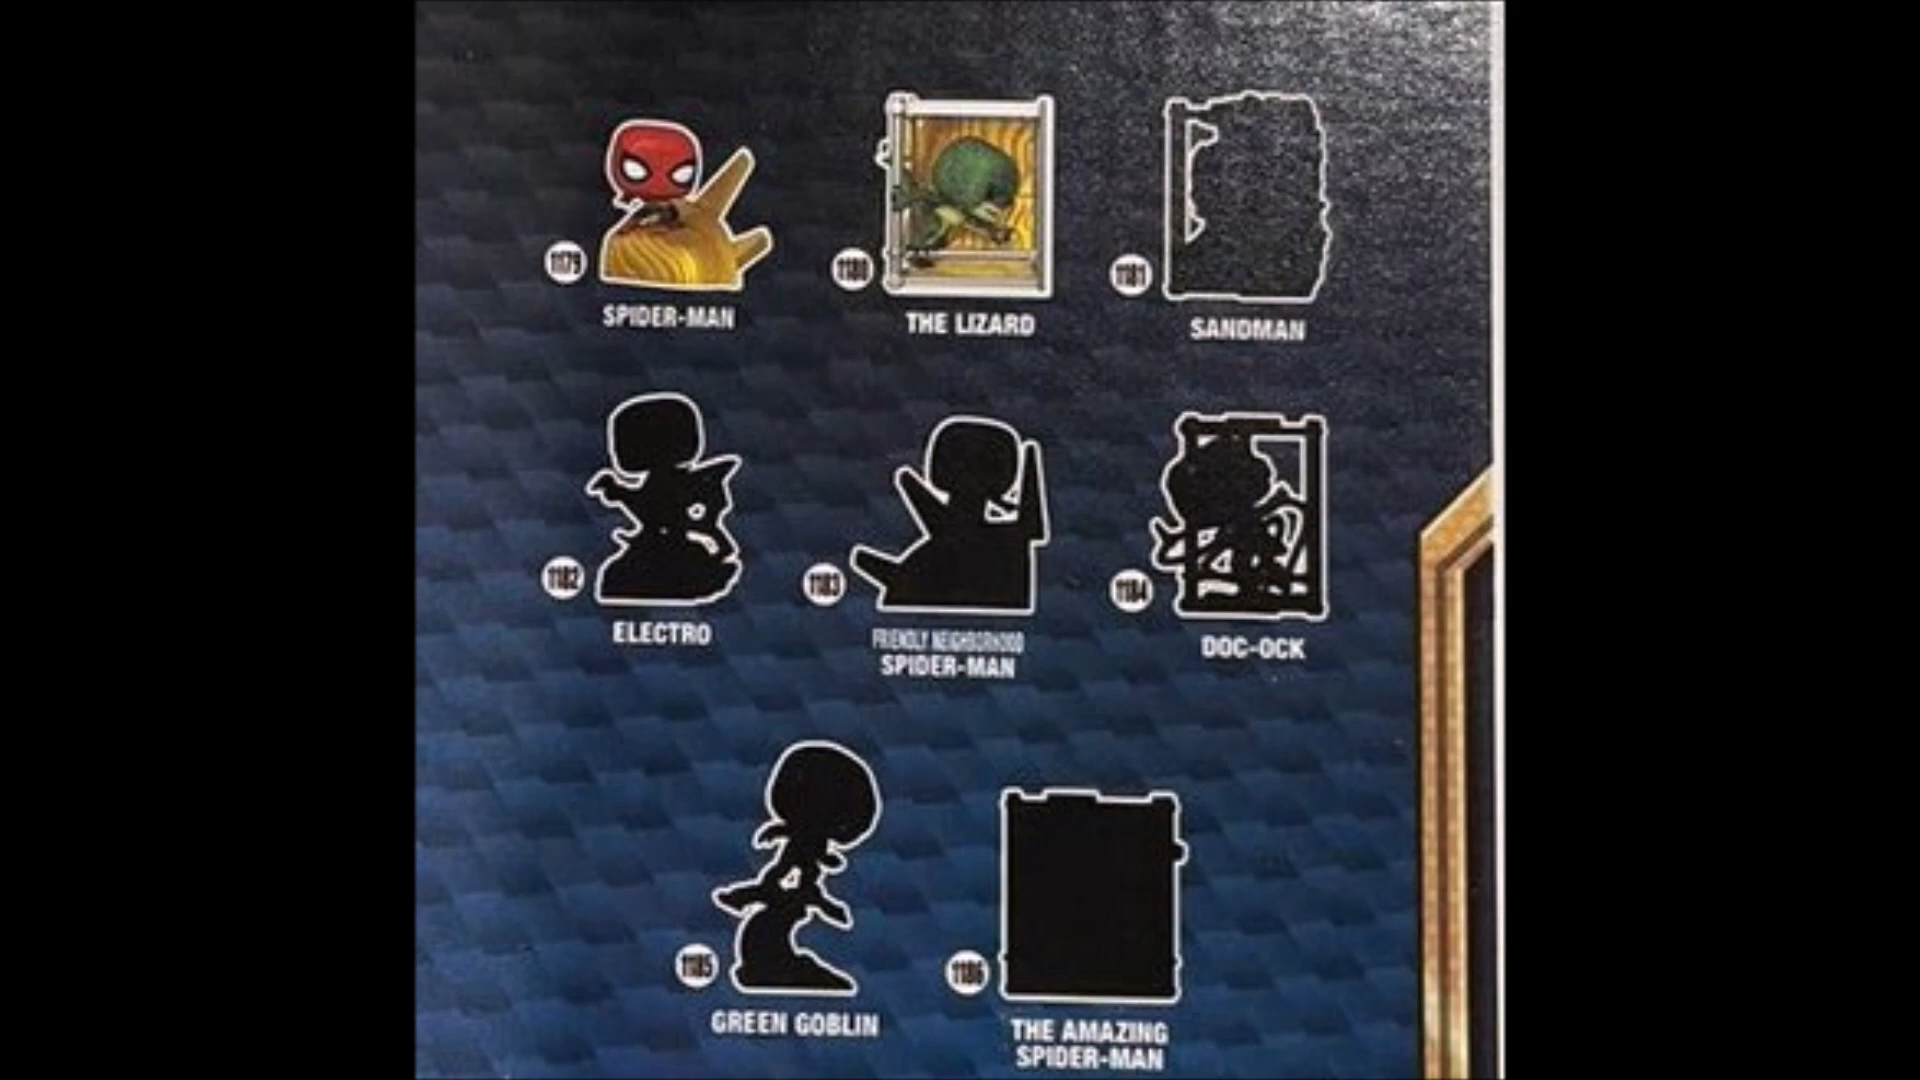 1179
SPIDER-MAN
1180
THE LIZARD
1181
SANDMAN
1182
ELECTRO
1183
FRIENDLY NEIGHBORHOOD
SPIDER-MAN
1184
DOC-OCK
1185
GREEN GOBLIN
1186
THE AMAZING
SPIDER-MAN